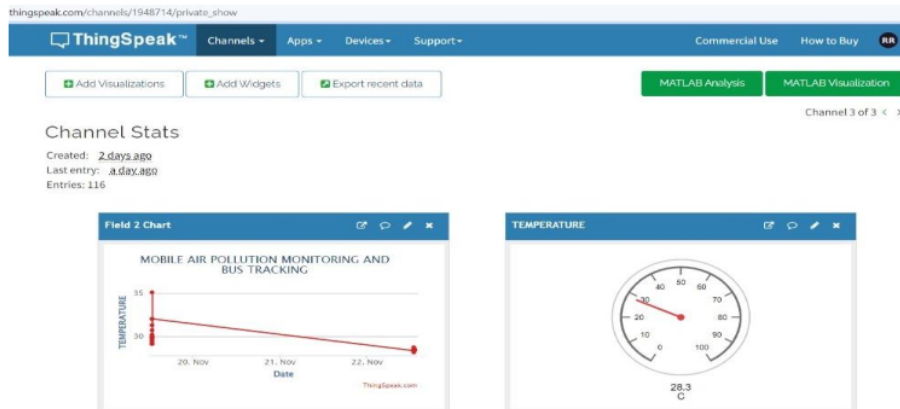 thingspeak.com/channels/1948714/private_show
ThingSpeak™ Channels Apps Devices Support Commercial Use How to Buy RR
Add Visualizations Add Widgets Export recent data MATLAB Analysis MATLAB Visualization
Channel 3 of 3 < >
Channel Stats
Created: 2 days ago
Last entry: a day ago
Entries: 116
Field 2 Chart
MOBILE AIR POLLUTION MONITORING AND
BUS TRACKING
TEMPERATURE
35
30
20. Nov 21. Nov 22. Nov
Date
ThingSpeak.com
TEMPERATURE
0 10 20 30 40 50 60 70 80 90 100
28.3
C